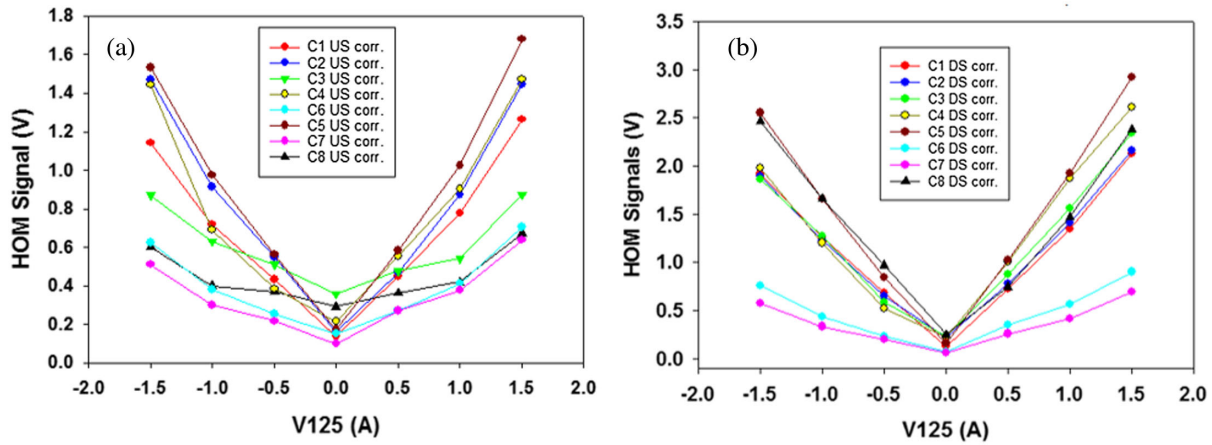 (a)
HOM Signal (V)
1.8
1.6
1.4
1.2
1.0
0.8
0.6
0.4
0.2
0.0
C1 US corr.
C2 US corr.
C3 US corr.
C4 US corr.
C6 US corr.
C5 US corr.
C7 US corr.
C8 US corr.
-2.0 -1.5 -1.0 -0.5 0.0 0.5 1.0 1.5 2.0
V125 (A)
(b)
HOM Signals (V)
3.5
3.0
2.5
2.0
1.5
1.0
0.5
0.0
C1 DS corr.
C2 DS corr.
C3 DS corr.
C4 DS corr.
C5 DS corr.
C6 DS corr.
C7 DS corr.
C8 DS corr.
-2.0 -1.5 -1.0 -0.5 0.0 0.5 1.0 1.5 2.0
V125 (A)